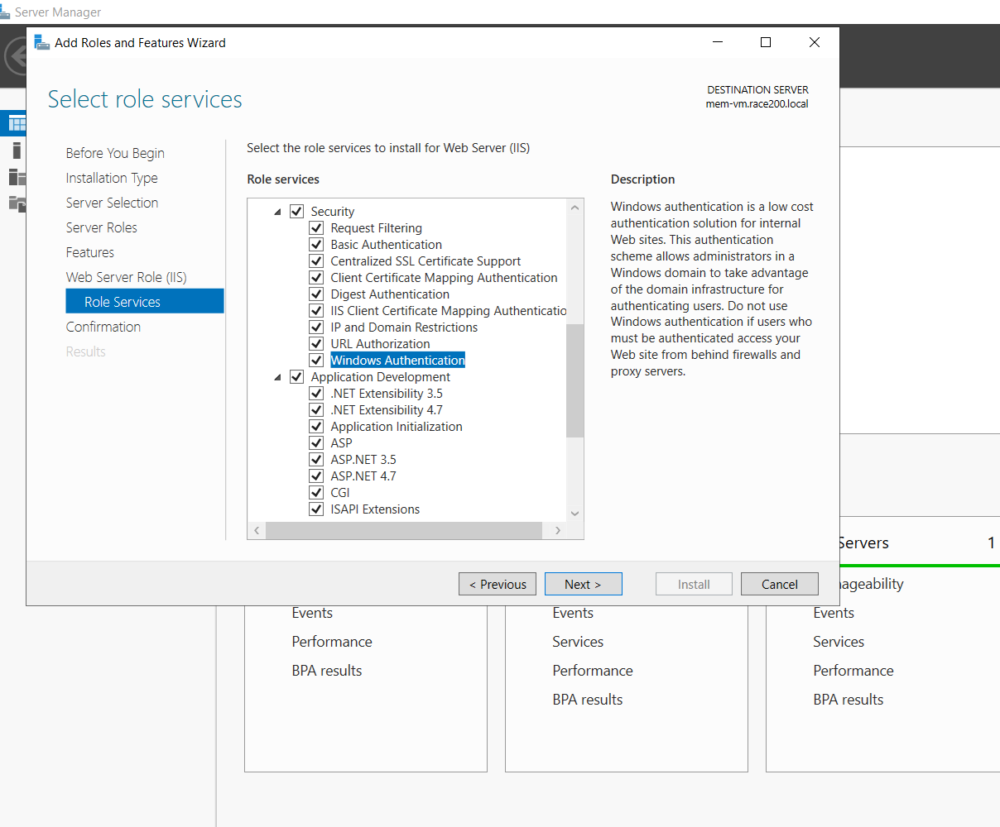 Server Manager
Add Roles and Features Wizard
Select role services
DESTINATION SERVER
mem-vm.race200.local
Before You Begin
Installation Type
Server Selection
Server Roles
Features
Web Server Role (IIS)
Role Services
Confirmation
Results
Select the role services to install for Web Server (IIS)
Role services
Security
Request Filtering
Basic Authentication
Centralized SSL Certificate Support
Client Certificate Mapping Authentication
Digest Authentication
IIS Client Certificate Mapping Authenticatio
IP and Domain Restrictions
URL Authorization
Windows Authentication
Application Development
.NET Extensibility 3.5
.NET Extensibility 4.7
Application Initialization
ASP
ASP.NET 3.5
ASP.NET 4.7
CGI
ISAPI Extensions
Description
Windows authentication is a low cost
authentication solution for internal
Web sites. This authentication
scheme allows administrators in a
Windows domain to take advantage
of the domain infrastructure for
authenticating users. Do not use
Windows authentication if users who
must be authenticated access your
Web site from behind firewalls and
proxy servers.
< Previous
Next >
Install
Cancel
Servers 1
nageability
Events
Performance
BPA results
Events
Services
Performance
BPA results
Events
Services
Performance
BPA results